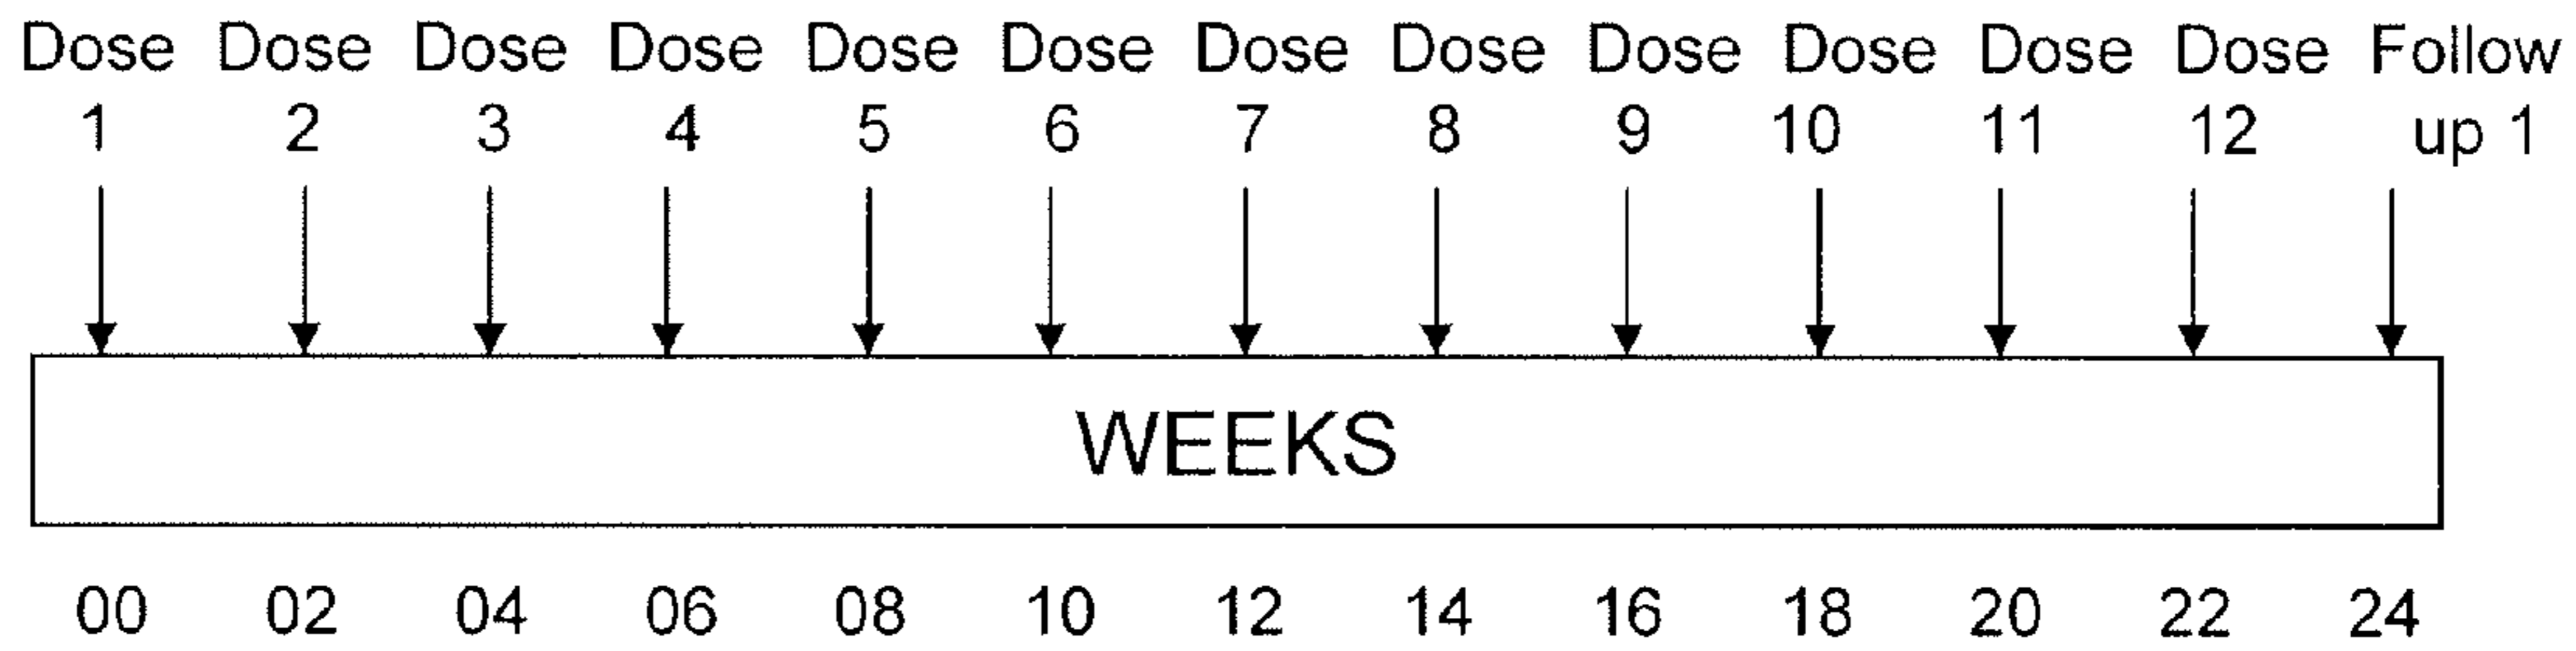 Dose Dose Dose Dose Dose Dose Dose Dose Dose Dose Dose Dose Follow
1 2 3 4 5 6 7 8 9 10 11 12 up 1
WEEKS
00 02 04 06 08 10 12 14 16 18 20 22 24